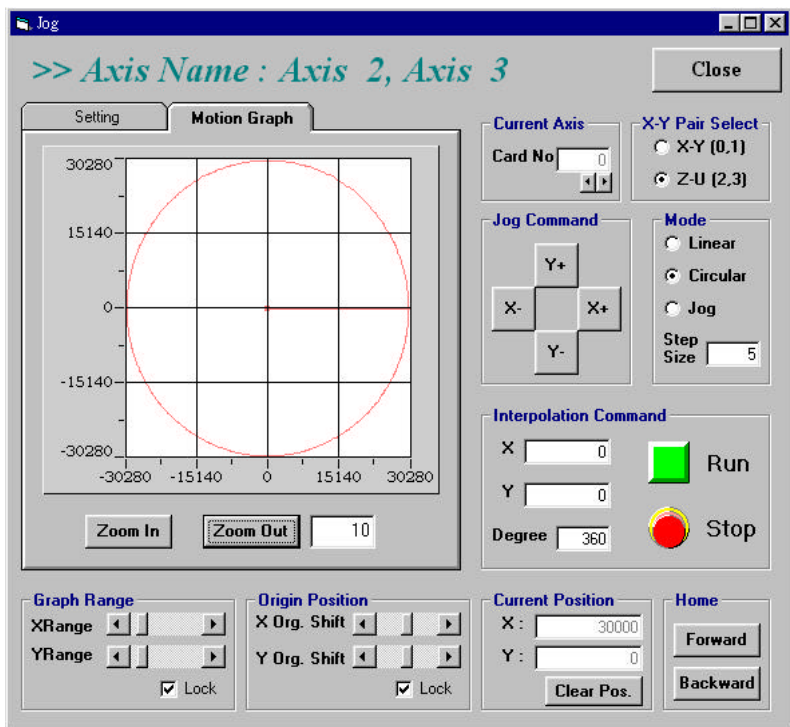 Jog
>> Axis Name : Axis 2, Axis 3
Close
Setting
Motion Graph
30280
15140
0
-15140
-30280
-30280 -15140 0 15140 30280
Zoom In
Zoom Out
10
Current Axis
Card No 0
X-Y Pair Select
X-Y (0,1)
Z-U (2,3)
Jog Command
Y+
X- X+
Y-
Mode
Linear
Circular
Jog
Step
Size 5
Interpolation Command
X 0
Y 0
Degree 360
Run
Stop
Graph Range
XRange
YRange
Lock
Origin Position
X Org. Shift
Y Org. Shift
Lock
Current Position
X : 30000
Y : 0
Clear Pos.
Home
Forward
Backward